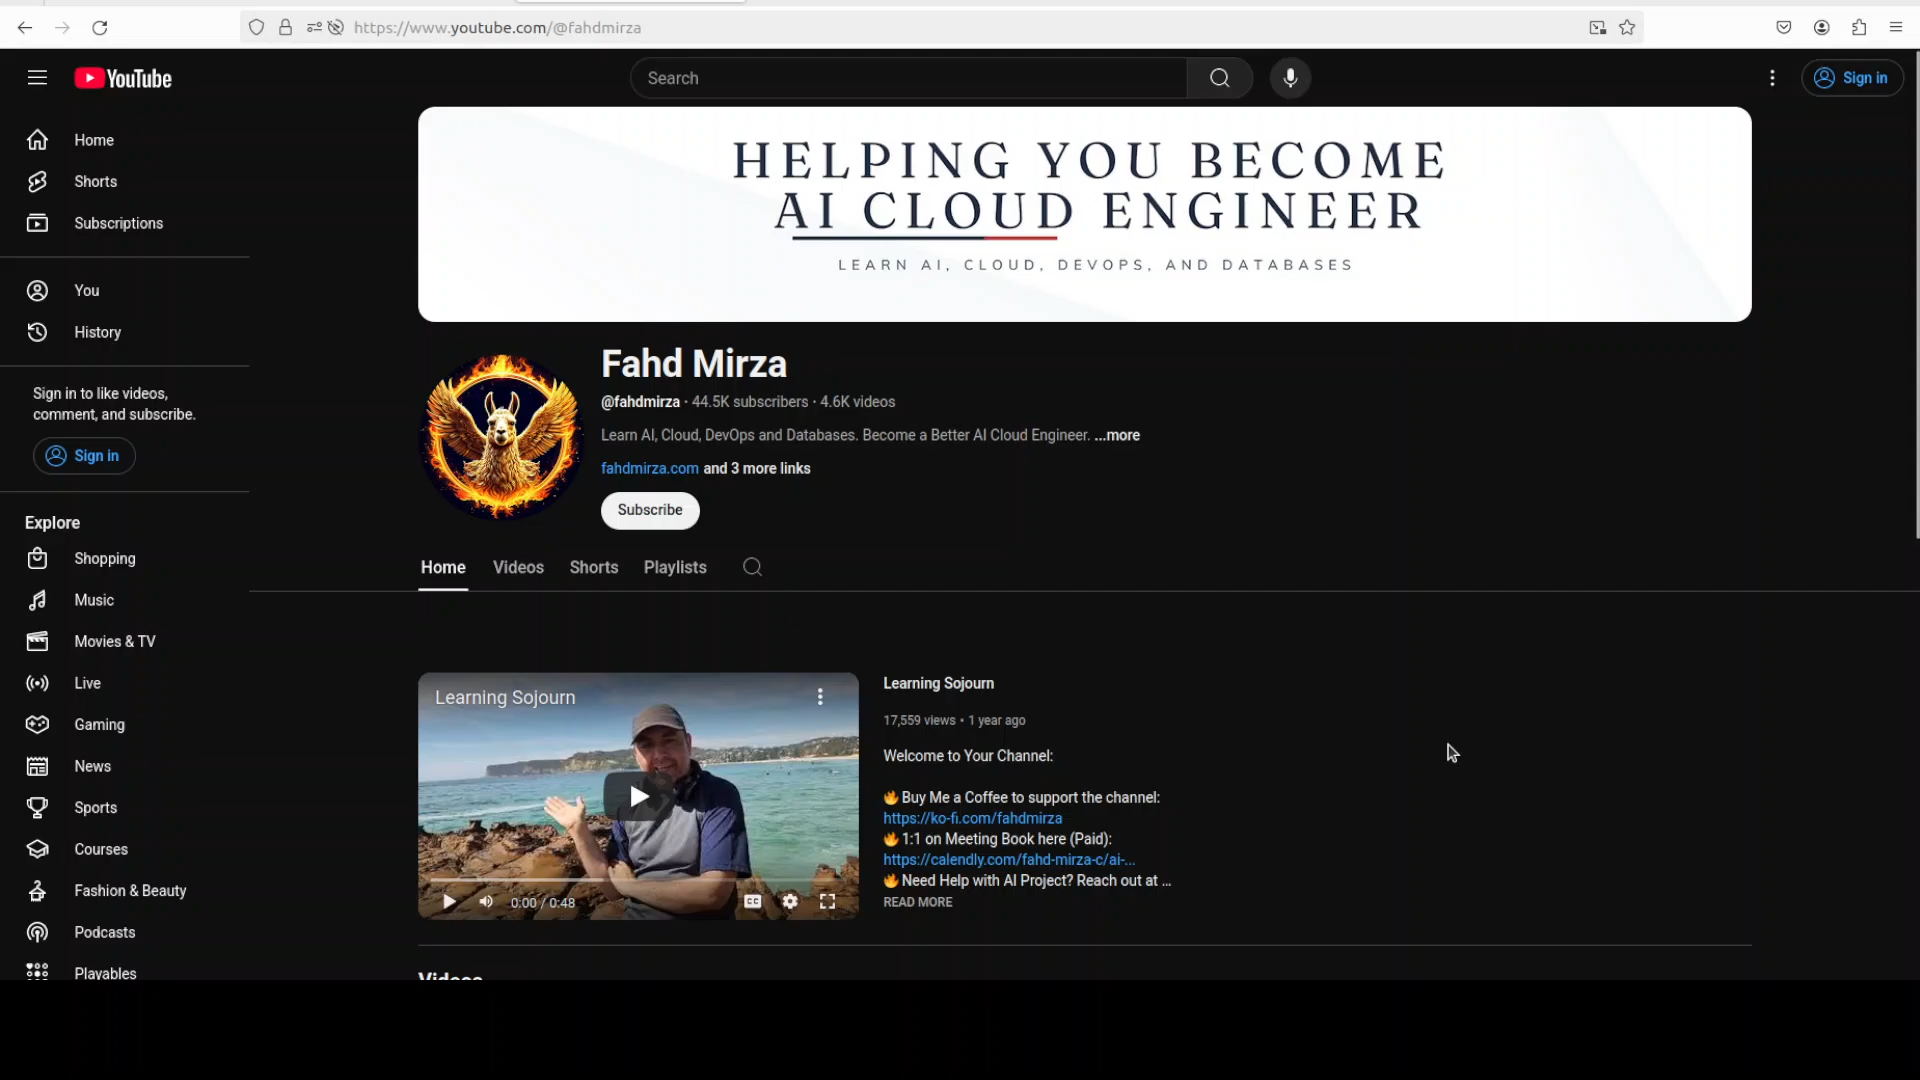 https://www.youtube.com/@fahdmirza
YouTube
Search
Sign in
Home
Shorts
Subscriptions
You
History
Sign in to like videos,
comment, and subscribe.
Sign in
Explore
Shopping
Music
Movies & TV
Live
Gaming
News
Sports
Courses
Fashion & Beauty
Podcasts
Playables
HELPING YOU BECOME
AI CLOUD ENGINEER
LEARN AI, CLOUD, DEVOPS, AND DATABASES
Fahd Mirza
@fahdmirza · 44.5K subscribers · 4.6K videos
Learn AI, Cloud, DevOps and Databases. Become a Better AI Cloud Engineer. ...more
fahdmirza.com and 3 more links
Subscribe
Home Videos Shorts Playlists
Learning Sojourn
0:00 / 0:48
CC
Learning Sojourn
17,559 views • 1 year ago
Welcome to Your Channel:
🔥Buy Me a Coffee to support the channel:
https://ko-fi.com/fahdmirza
🔥1:1 on Meeting Book here (Paid):
https://calendly.com/fahd-mirza-c/ai-...
🔥Need Help with AI Project? Reach out at ...
READ MORE
Videos